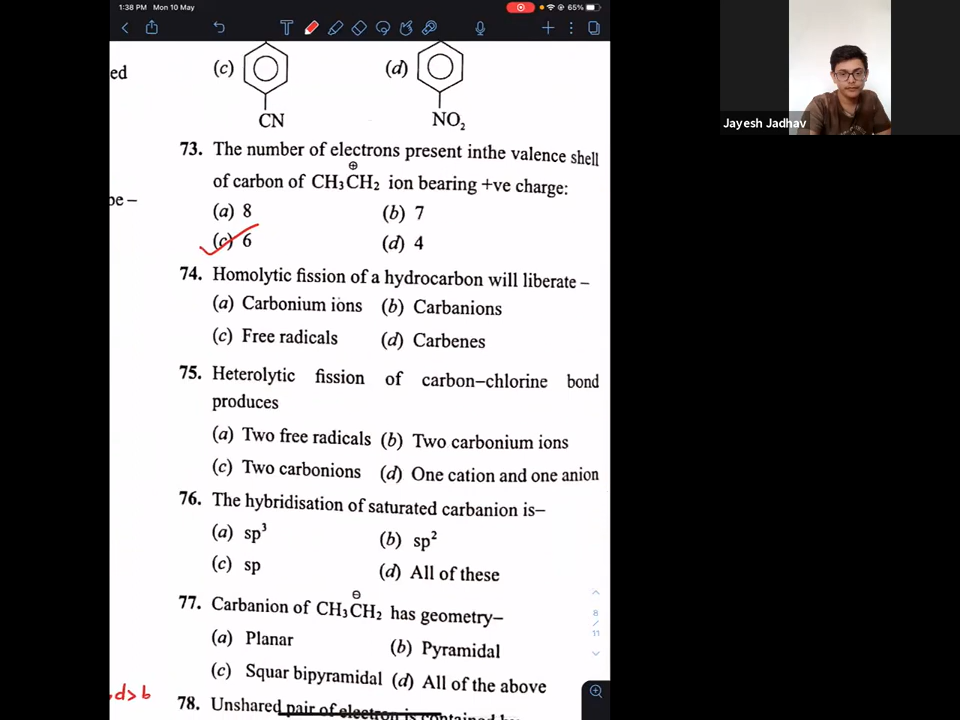 1:38 PM Mon 10 May
65%
T
ed
(c)
CN
(d)
NO₂
73. The number of electrons present inthe valence shell
⊕
of carbon of CH₃CH₂ ion bearing +ve charge:
(a) 8 (b) 7
(c) 6 (d) 4
be –
74. Homolytic fission of a hydrocarbon will liberate –
(a) Carbonium ions (b) Carbanions
(c) Free radicals (d) Carbenes
75. Heterolytic fission of carbon–chlorine bond
produces
(a) Two free radicals (b) Two carbonium ions
(c) Two carbonions (d) One cation and one anion
76. The hybridisation of saturated carbanion is–
(a) sp³ (b) sp²
(c) sp (d) All of these
⊖
77. Carbanion of CH₃CH₂ has geometry–
(a) Planar (b) Pyramidal
(c) Squar bipyramidal (d) All of the above
d>b
78. Unshared pair of electron is contained by
8
/
11
Jayesh Jadhav